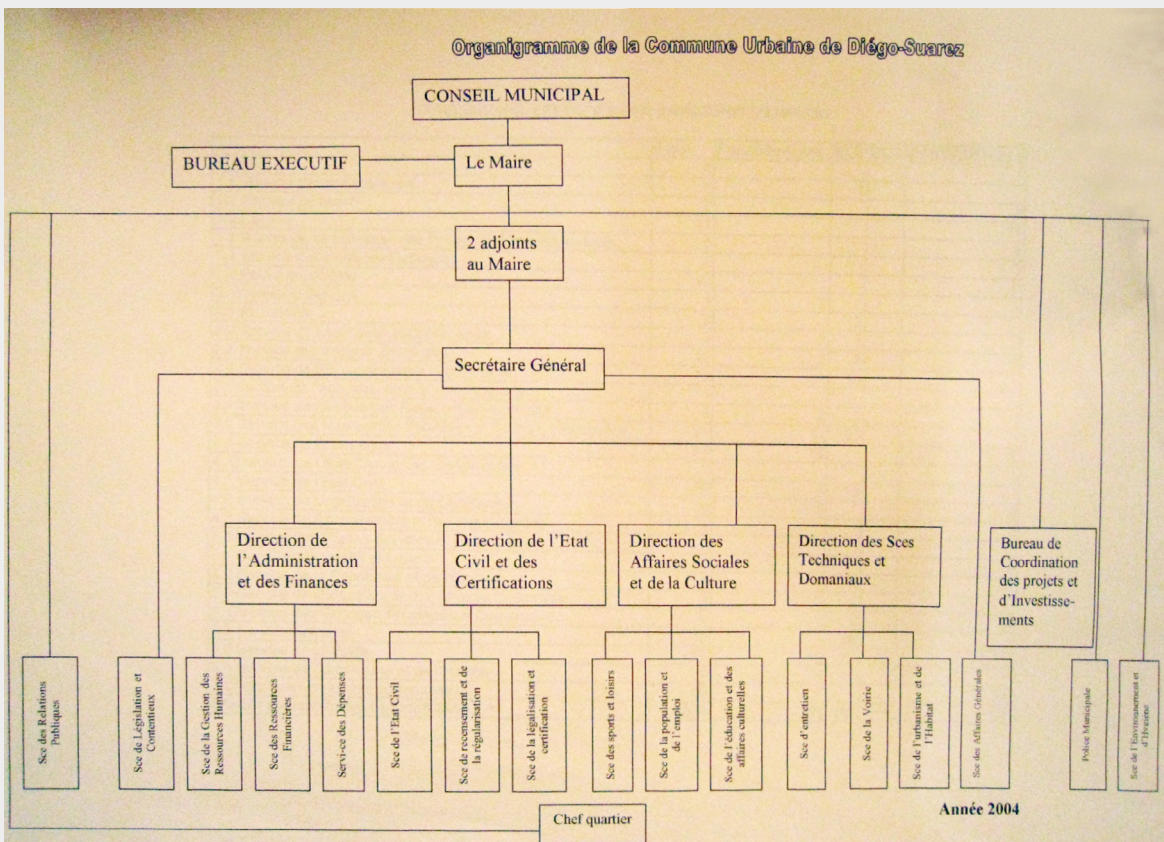 Organigramme de la Commune Urbaine de Diégo-Suarez
CONSEIL MUNICIPAL
BUREAU EXECUTIF
Le Maire
2 adjoints
au Maire
Secrétaire Général
Direction de
l'Administration
et des Finances
Direction de l'Etat
Civil et des
Certifications
Direction des
Affaires Sociales
et de la Culture
Direction des Sces
Techniques et
Domaniaux
Bureau de
Coordination
des projets et
d'Investisse-
ments
Sce des Relations
Publiques
Sce de Législation et
Contentieux
Sce de la Gestion des
Ressources Humaines
Sce des Ressources
Financières
Servi-ce des Dépenses
Sce de l'Etat Civil
Sce de recensement et de
la régularisation
Sce de la légalisation et
certification
Sce des sports et loisirs
Sce de la population et
de l'emploi
Sce de l'éducation et des
affaires culturelles
Sce d'entretien
Sce de la Voirie
Sce de l'urbanisme et de
l'Habitat
Sce des Affaires Générales
Police Municipale
Sce de l'Environnement et
d'Hygiène
Année 2004
Chef quartier